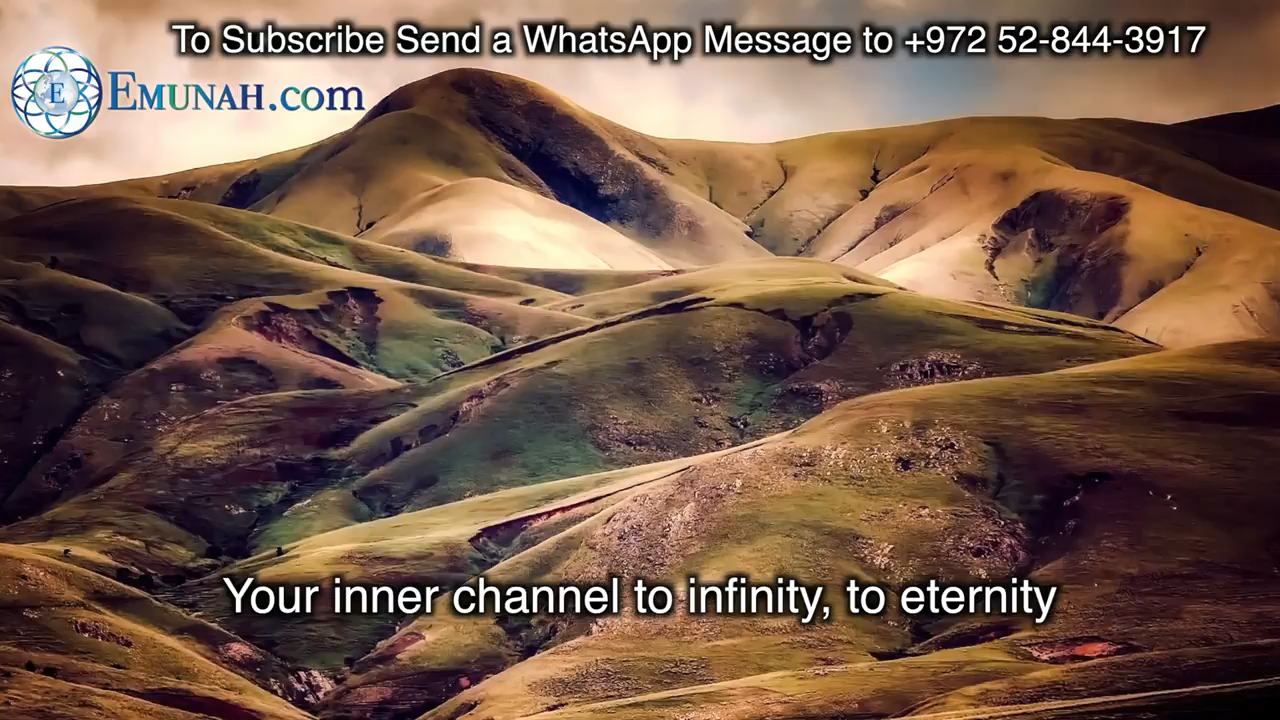 To Subscribe Send a WhatsApp Message to +972 52-844-3917
E EMUNAH.com
Your inner channel to infinity, to eternity